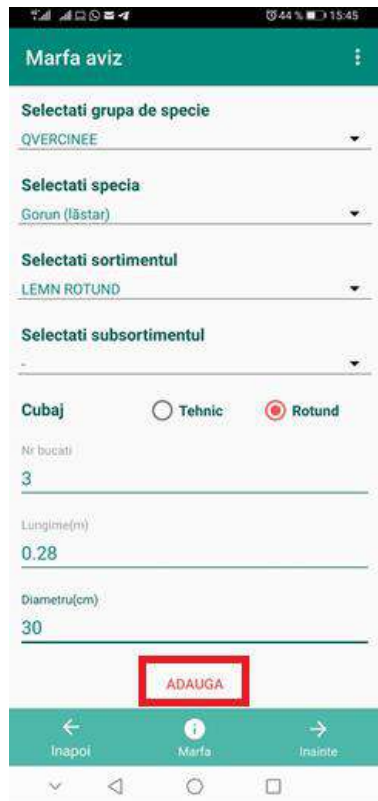 44 % 15:45
Marfa aviz
Selectati grupa de specie
QVERCINEE
Selectati specia
Gorun (lăstar)
Selectati sortimentul
LEMN ROTUND
Selectati subsortimentul
-
Cubaj Tehnic Rotund
Nr bucati
3
Lungime(m)
0.28
Diametru(cm)
30
ADAUGA
Inapoi Marfa Inainte